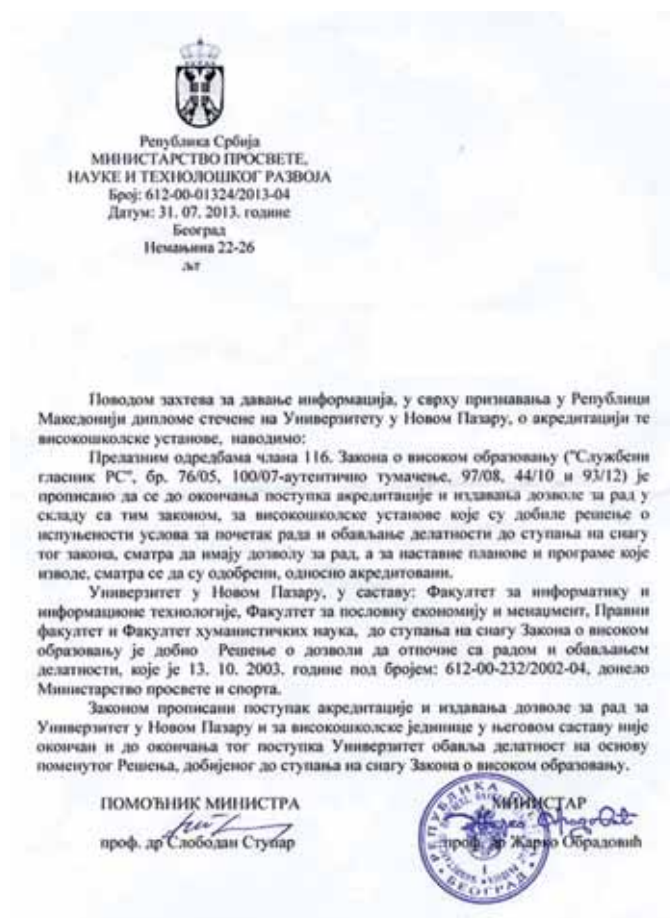 Република Србија
МИНИСТАРСТВО ПРОСВЕТЕ,
НАУКЕ И ТЕХНОЛОШКОГ РАЗВОЈА
Број: 612-00-01324/2013-04
Датум: 31. 07. 2013. године
Београд
Немањина 22-26
љт
Поводом захтева за давање информација, у сврху признавања у Републици
Македонији дипломе стечене на Универзитету у Новом Пазару, о акредитацији те
високошколске установе, наводимо:
Прелазним одредбама члана 116. Закона о високом образовању ("Службени
гласник РС", бр. 76/05, 100/07-аутентично тумачење, 97/08, 44/10 и 93/12) је
прописано да се до окончања поступка акредитације и издавања дозволе за рад у
складу са тим законом, за високошколске установе које су добиле решење о
испуњености услова за почетак рада и обављање делатности до ступања на снагу
тог закона, сматра да имају дозволу за рад, а за наставне планове и програме које
изводе, сматра се да су одобрени, односно акредитовани.
Универзитет у Новом Пазару, у саставу: Факултет за информатику и
информационе технологије, Факултет за пословну економију и менаџмент, Правни
факултет и Факултет хуманистичких наука, до ступања на снагу Закона о високом
образовању је добио Решење о дозволи да отпочне са радом и обављањем
делатности, које је 13. 10. 2003. године под бројем: 612-00-232/2002-04, донело
Министарство просвете и спорта.
Законом прописани поступак акредитације и издавања дозволе за рад за
Универзитет у Новом Пазару и за високошколске јединице у његовом саставу није
окончан и до окончања тог поступка Универзитет обавља делатност на основу
поменутог Решења, добијеног до ступања на снагу Закона о високом образовању.
ПОМОЋНИК МИНИСТРА МИНИСТАР
проф. др Слободан Ступар проф. др Жарко Обрадовић
РЕПУБЛИКА
БЕОГРАД